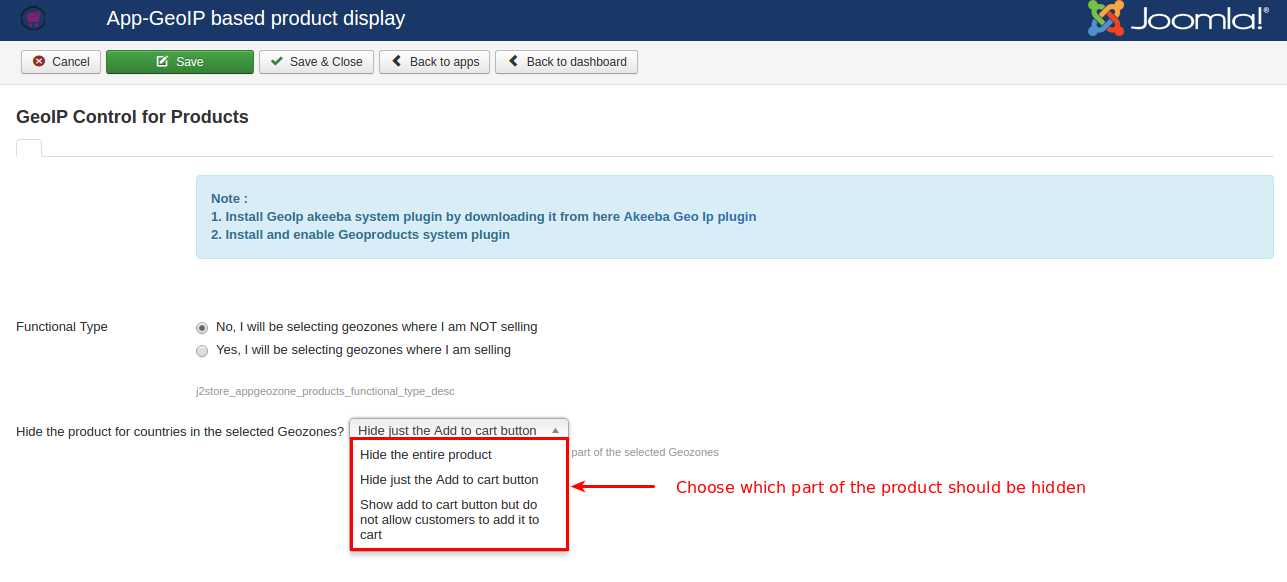 App-GeoIP based product display
Joomla!®
Cancel
Save
Save & Close
Back to apps
Back to dashboard
GeoIP Control for Products
Note :
1. Install GeoIp akeeba system plugin by downloading it from here Akeeba Geo Ip plugin
2. Install and enable Geoproducts system plugin
Functional Type
No, I will be selecting geozones where I am NOT selling
Yes, I will be selecting geozones where I am selling
j2store_appgeozone_products_functional_type_desc
Hide the product for countries in the selected Geozones?
Hide just the Add to cart button
part of the selected Geozones
Hide the entire product
Hide just the Add to cart button
Show add to cart button but do
not allow customers to add it to
cart
Choose which part of the product should be hidden